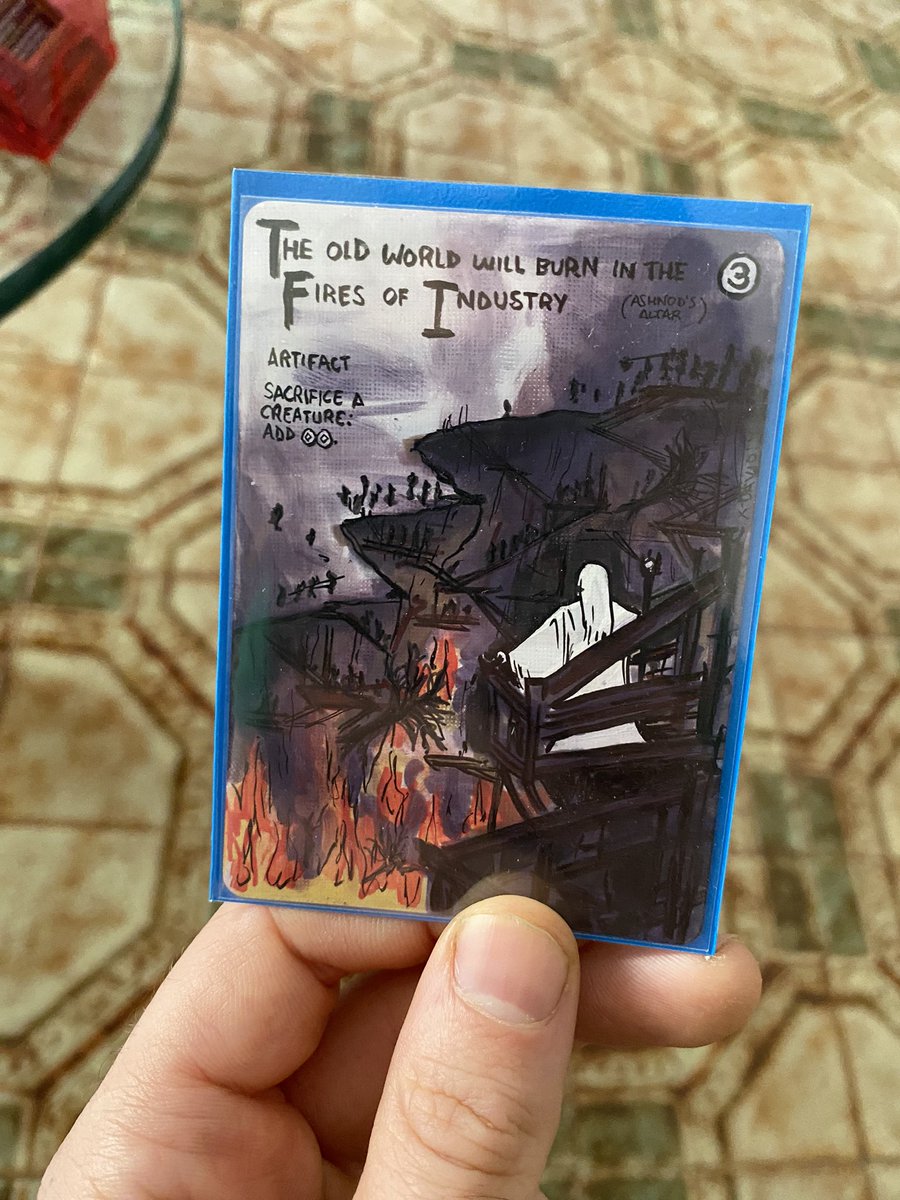 THE OLD WORLD WILL BURN IN THE
FIRES OF INDUSTRY
(ASHNOD'S
ALTAR)
3
ARTIFACT
SACRIFICE A
CREATURE:
ADD ◇◇.